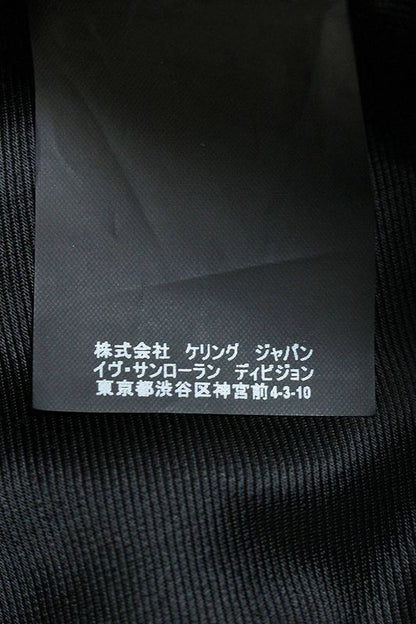 株式会社 ケリング ジャパン
イヴ・サンローラン ディビジョン
東京都渋谷区神宮前4-3-10